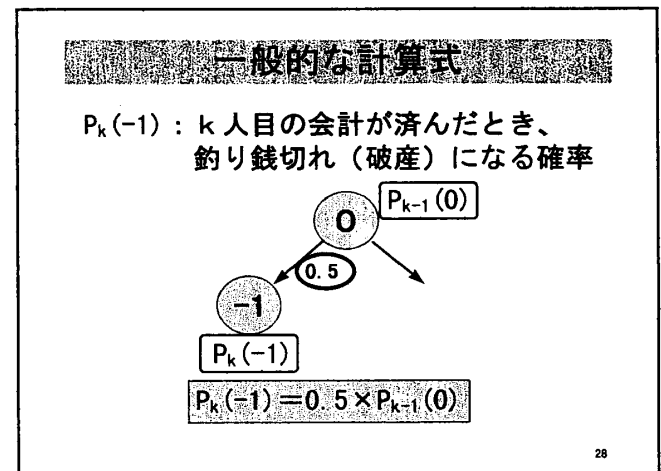 一般的な計算式
Pk(-1) : k人目の会計が済んだとき、
釣り銭切れ（破産）になる確率
0
Pk-1(0)
0.5
-1
Pk(-1)
Pk(-1)=0.5×Pk-1(0)
28